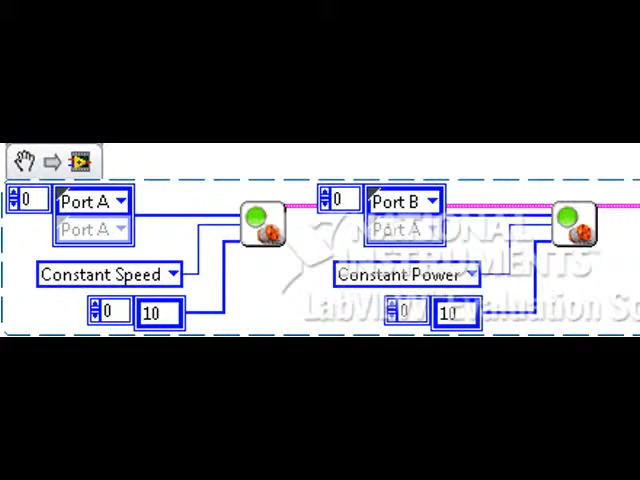 0 Port A 0 Port B
Port A Port A
NATIONAL
INSTRUMENTS
Constant Speed Constant Power
LabVIEW Evaluation So
0 10 0 10